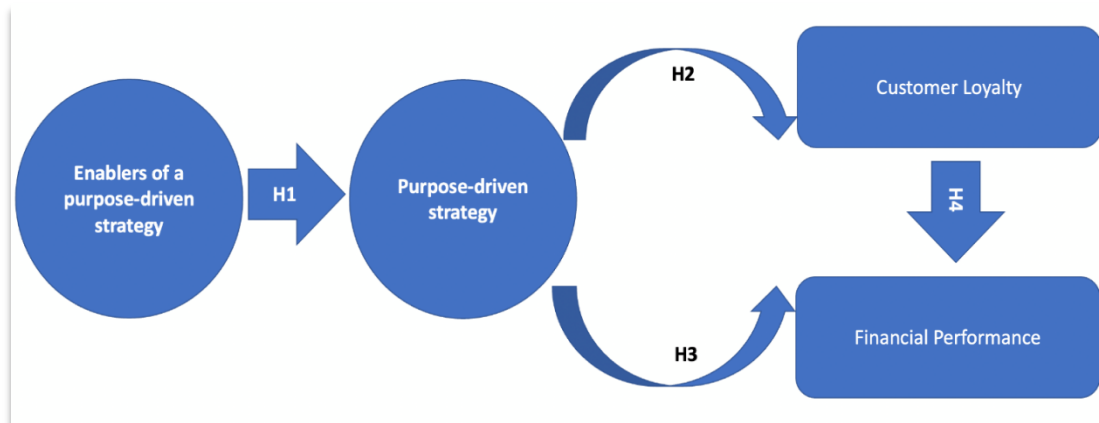 Enablers of a
purpose-driven
strategy
H1
Purpose-driven
strategy
H2
H3
Customer Loyalty
H4
Financial Performance